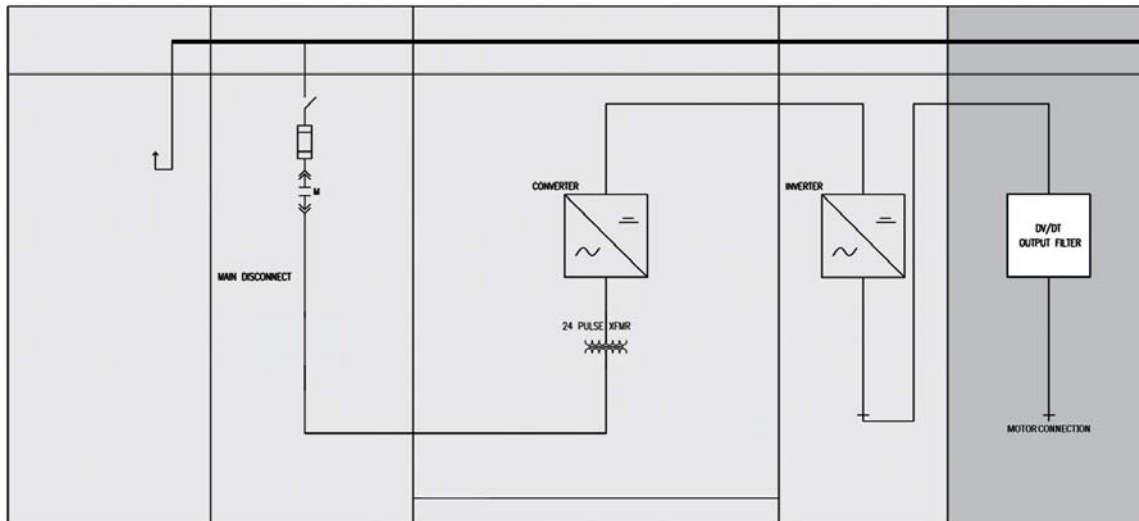 CONVERTER
INVERTER
M
DV/DT
OUTPUT FILTER
MAIN DISCONNECT
24 PULSE XFMR
MOTOR CONNECTION